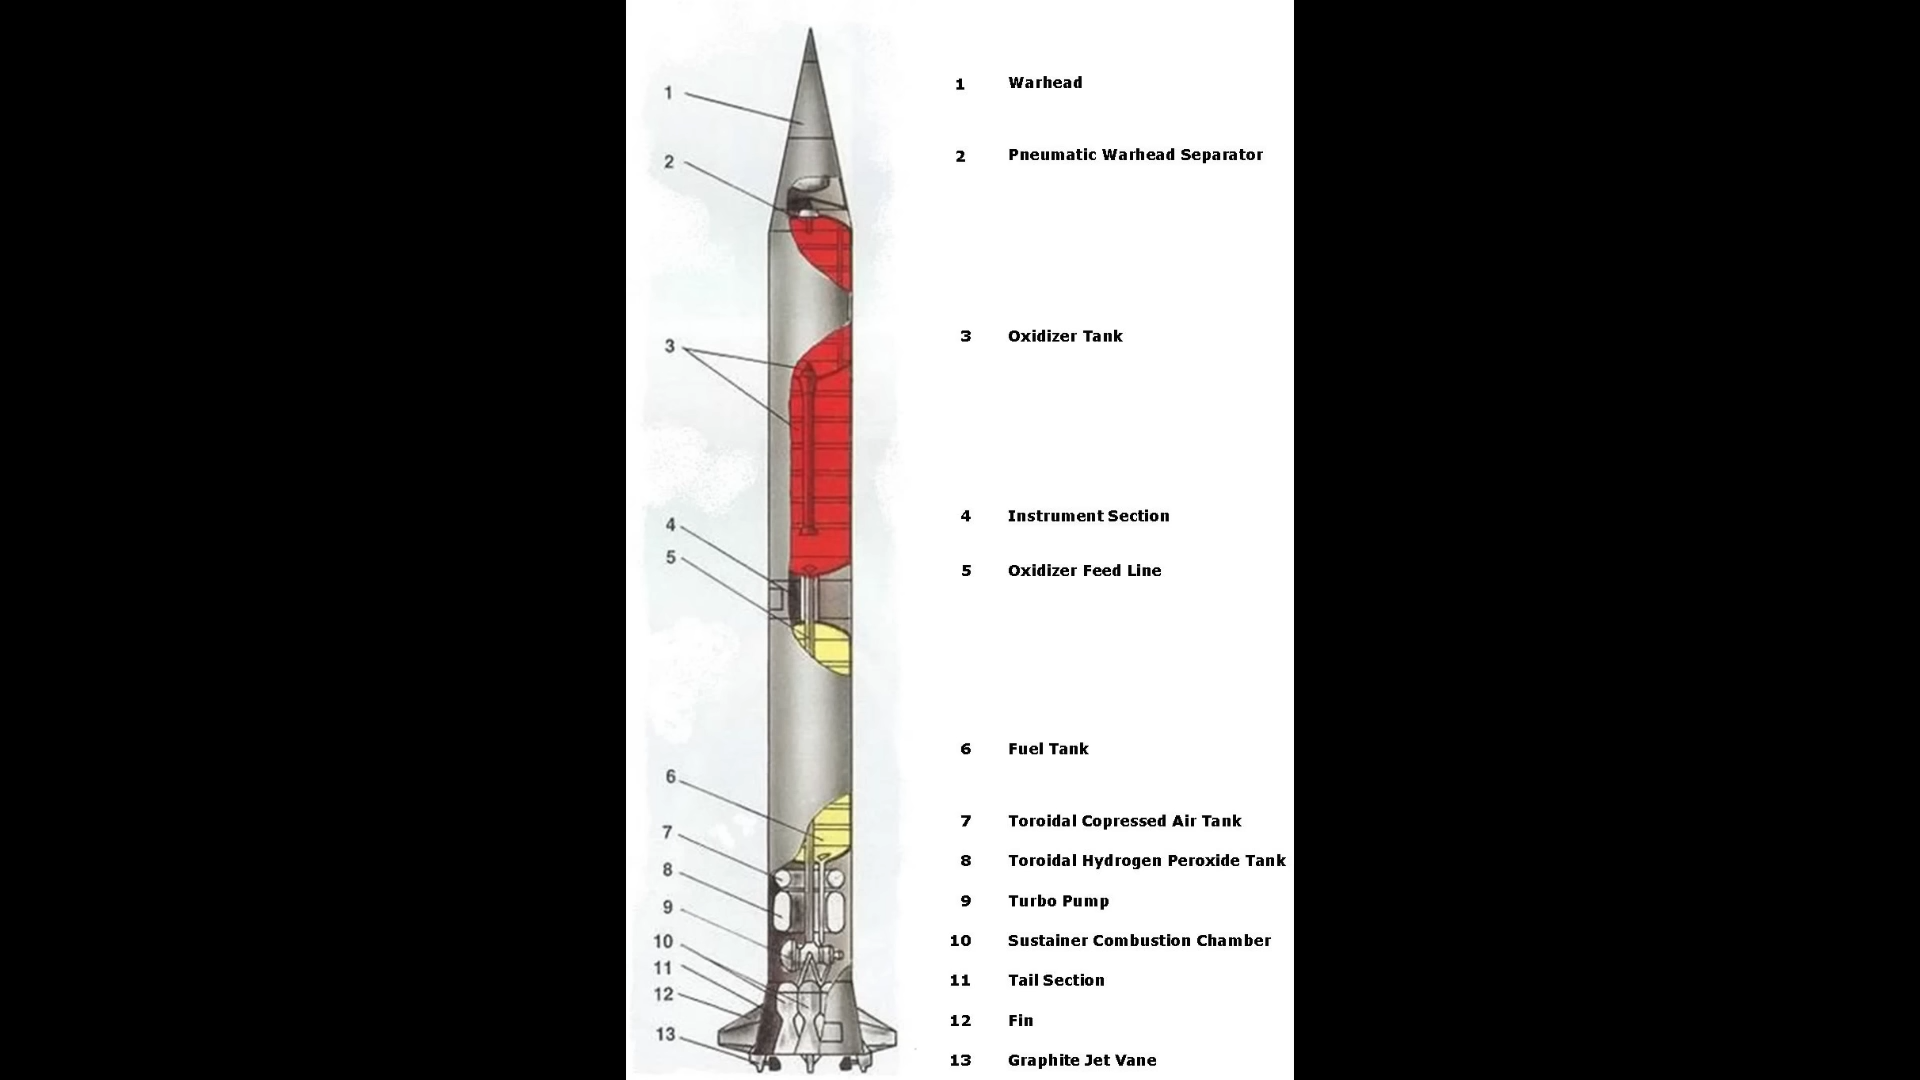 1 Warhead
2 Pneumatic Warhead Separator
3 Oxidizer Tank
4 Instrument Section
5 Oxidizer Feed Line
6 Fuel Tank
7 Toroidal Copressed Air Tank
8 Toroidal Hydrogen Peroxide Tank
9 Turbo Pump
10 Sustainer Combustion Chamber
11 Tail Section
12 Fin
13 Graphite Jet Vane
1
2
3
4
5
6
7
8
9
10
11
12
13